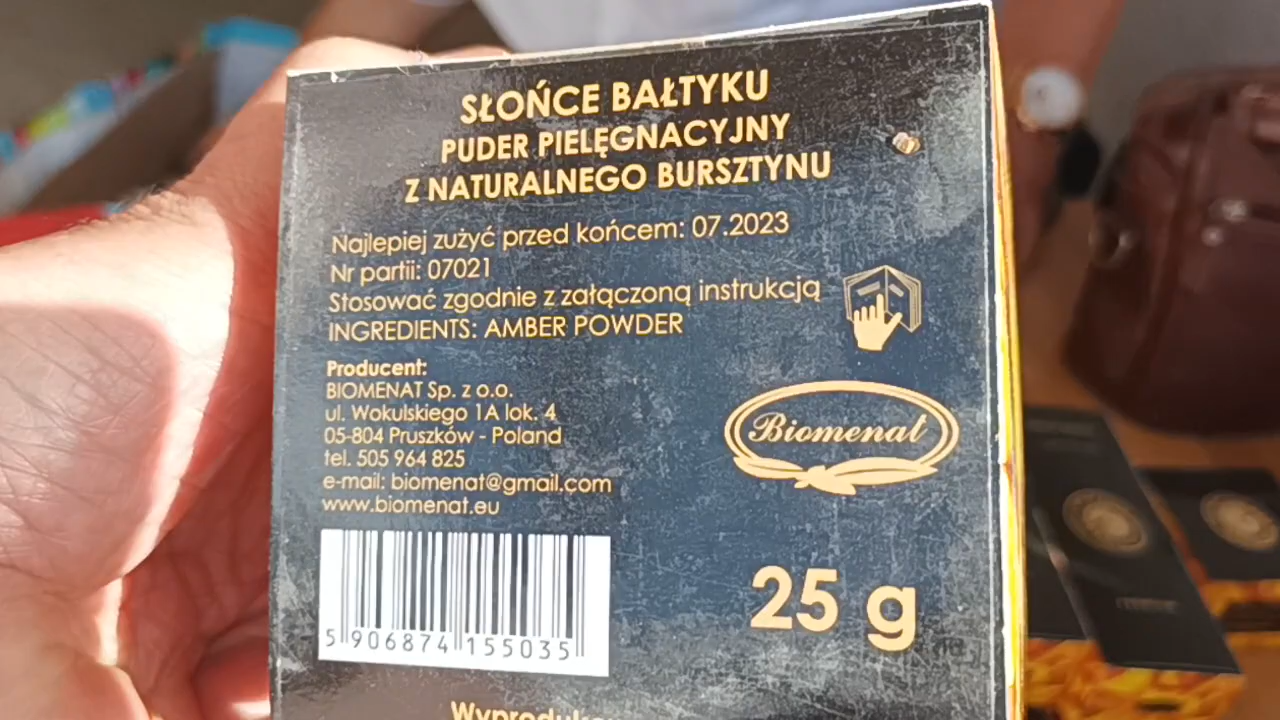 SŁOŃCE BAŁTYKU
PUDER PIELĘGNACYJNY
Z NATURALNEGO BURSZTYNU
Najlepiej zużyć przed końcem: 07.2023
Nr partii: 07021
Stosować zgodnie z załączoną instrukcją
INGREDIENTS: AMBER POWDER
Producent:
BIOMENAT Sp. z o.o.
ul. Wokulskiego 1A lok. 4
05-804 Pruszków - Poland
tel. 505 964 825
e-mail: biomenat@gmail.com
www.biomenat.eu
Biomenat
25 g
5 906874 155035